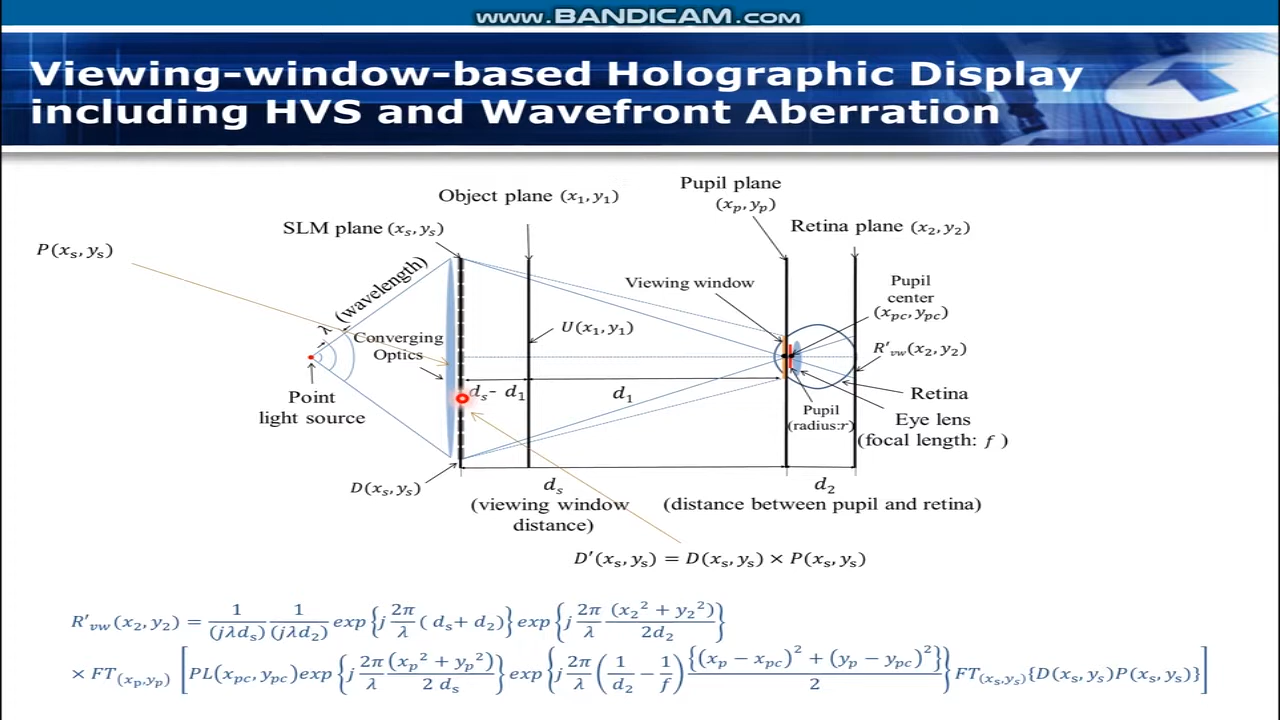 www.BANDICAM.com
Viewing-window-based Holographic Display
including HVS and Wavefront Aberration
Pupil plane
(xₚ, yₚ)
Object plane (x₁, y₁)
SLM plane (xₛ, yₛ)
Retina plane (x₂, y₂)
P(xₛ, yₛ)
λ (wavelength)
Viewing window
Pupil
center
(xₚ꜀, yₚ꜀)
U(x₁, y₁)
Converging
Optics
R'ᵥw(x₂, y₂)
Point
light source
dₛ- d₁
d₁
Retina
Pupil
(radius:r)
Eye lens
(focal length: f )
D(xₛ, yₛ)
dₛ
(viewing window
distance)
d₂
(distance between pupil and retina)
D'(xₛ, yₛ) = D(xₛ, yₛ) × P(xₛ, yₛ)
R'ᵥw(x₂, y₂) = 1/(jλdₛ) 1/(jλd₂) exp{j 2π/λ ( dₛ+ d₂)} exp{j 2π/λ (x₂² + y₂²)/2d₂}
× FT₍ₓₚ,yₚ₎ [PL(xₚ꜀, yₚ꜀)exp{j 2π/λ (xₚ² + yₚ²)/2 dₛ} exp{j 2π/λ (1/d₂ − 1/f) {(xₚ − xₚ꜀)² + (yₚ − yₚ꜀)²}/2} FT₍ₓₛ,yₛ₎{D(xₛ, yₛ)P(xₛ, yₛ)}]